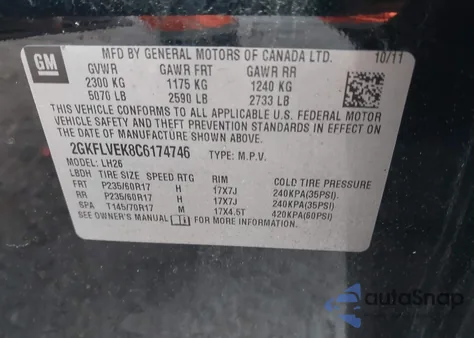 GM
MFD BY GENERAL MOTORS OF CANADA LTD. 10/11
GVWR GAWR FRT GAWR RR
2300 KG 1175 KG 1240 KG
5070 LB 2590 LB 2733 LB
THIS VEHICLE CONFORMS TO ALL APPLICABLE U.S. FEDERAL MOTOR
VEHICLE SAFETY, BUMPER, AND THEFT PREVENTION STANDARDS IN EFFECT
ON THE DATE OF MANUFACTURE SHOWN ABOVE.
2GKFLVEK8C6174746 TYPE: M.P.V.
MODEL: LH26
LBDH TIRE SIZE SPEED RTG RIM COLD TIRE PRESSURE
FRT P235/60R17 H 17X7J 240KPA(35PSI)
RR P235/60R17 H 17X7J 240KPA(35PSI)
SPA T145/70R17 M 17X4.5T 420KPA(60PSI)
SEE OWNER'S MANUAL FOR MORE INFORMATION.
autoSnap